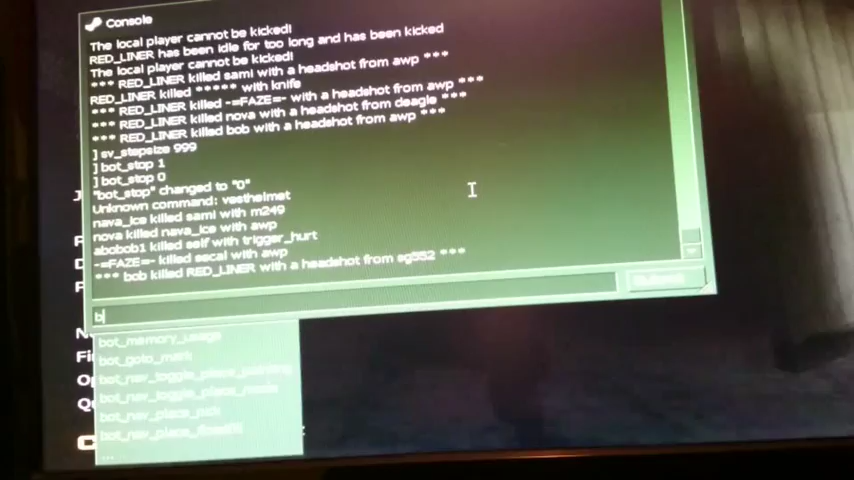 Console
The local player cannot be kicked!
RED_LINER has been idle for too long and has been kicked
The local player cannot be kicked!
*** RED_LINER killed sami with a headshot from awp ***
RED_LINER killed ***** with knife
*** RED_LINER killed -=FAZE=- with a headshot from awp ***
*** RED_LINER killed nova with a headshot from deagle ***
*** RED_LINER killed bob with a headshot from awp ***
] sv_stepsize 999
] bot_stop 1
] bot_stop 0
"bot_stop" changed to "0"
Unknown command: vesthelmet
nava_ice killed sami with m249
nova killed nava_ice with awp
abobob1 killed self with trigger_hurt
-=FAZE=- killed secal with awp
*** bob killed RED_LINER with a headshot from sg552 ***
b
Submit
bot_memory_usage
bot_goto_mark
bot_nav_toggle_place_painting
bot_nav_toggle_place_mode
bot_nav_place_pick
bot_nav_place_floodfill
...